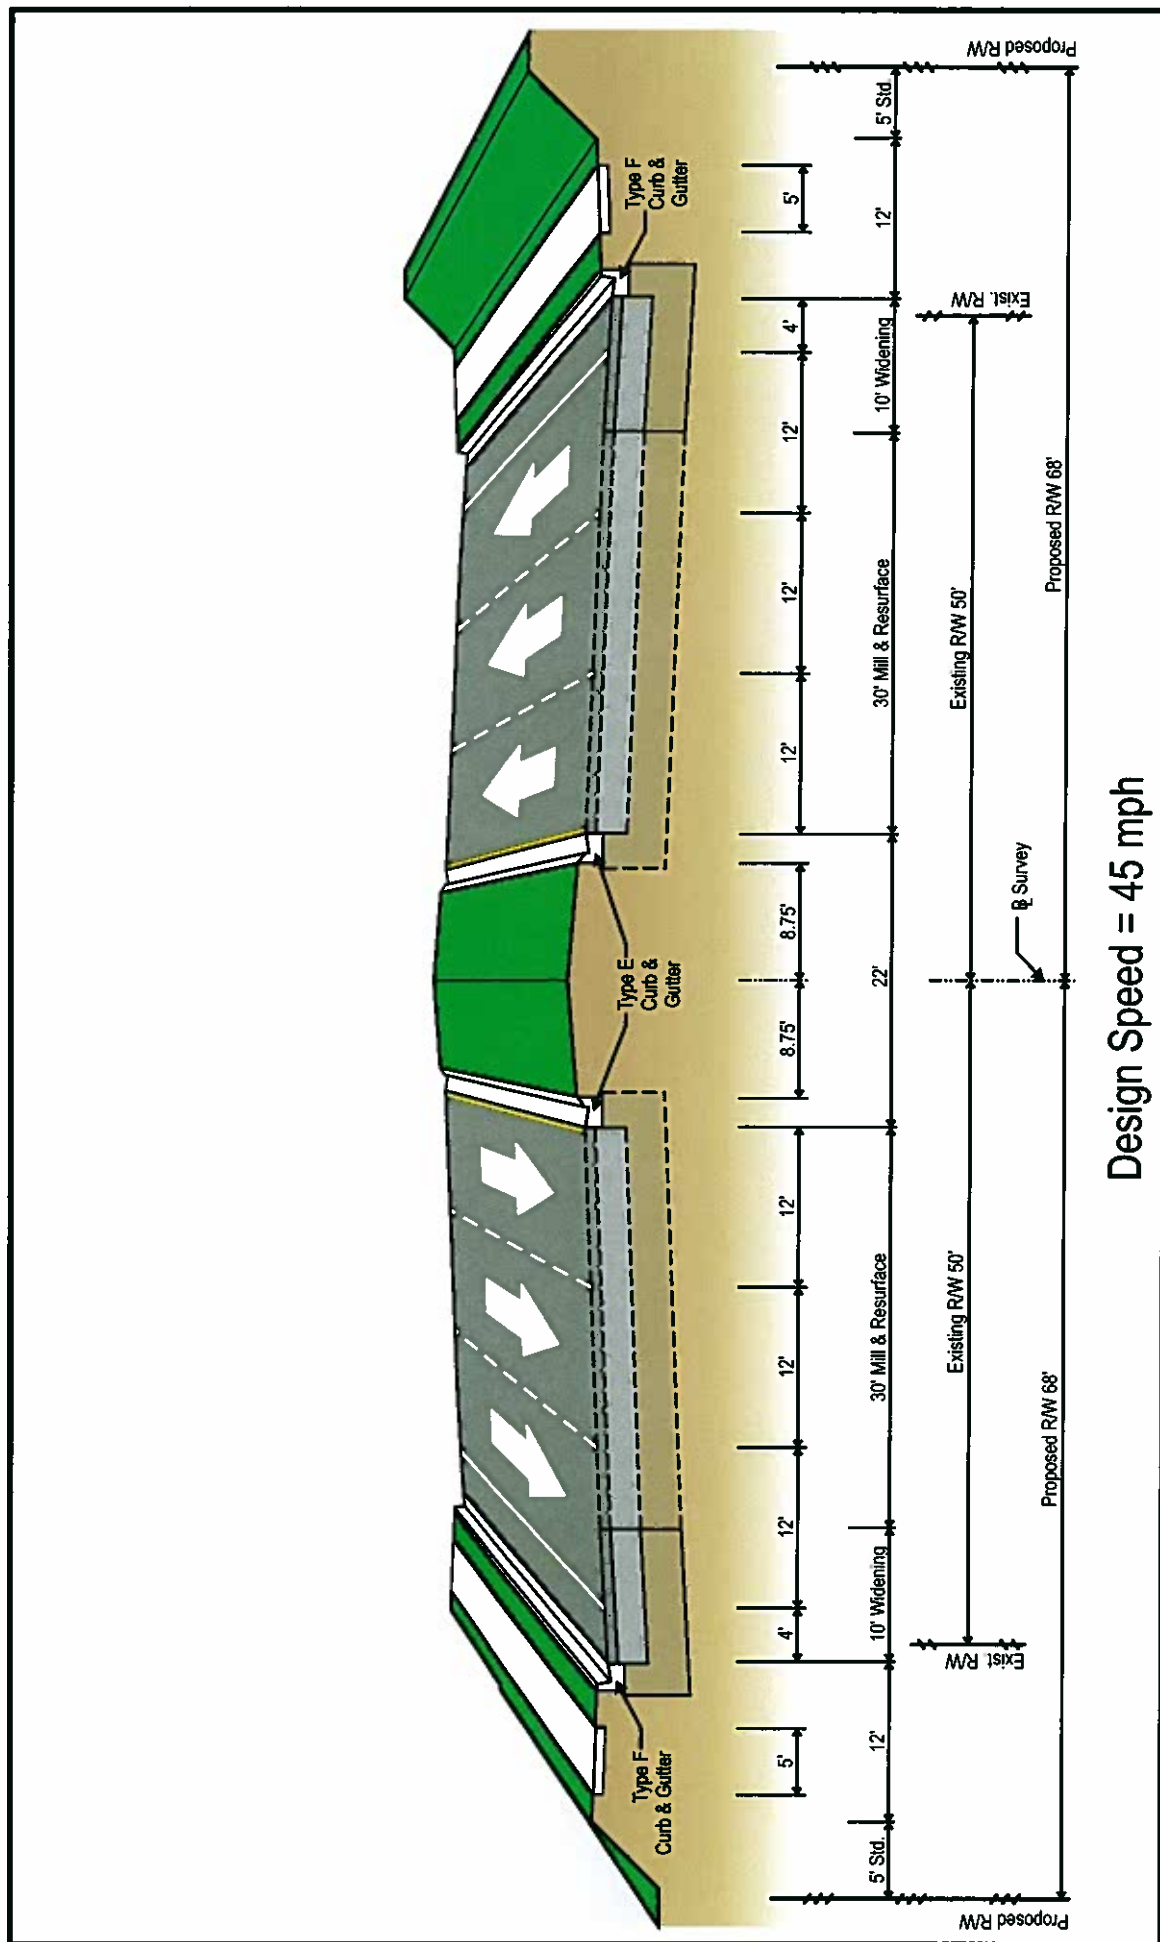 Type F
Curb & Gutter
Type E
Curb &
Gutter
Type F
Curb &
Gutter
5'
4'
12'
12'
12'
8.75'
8.75'
12'
12'
12'
4'
5'
5' Std.
12'
10' Widening
30' Mill & Resurface
22'
30' Mill & Resurface
10' Widening
12'
5' Std.
Exist. R/W
Existing R/W 50'
Existing R/W 50'
Exist. R/W
℄ Survey
Proposed R/W
Proposed R/W 68'
Proposed R/W 68'
Proposed R/W
Design Speed = 45 mph